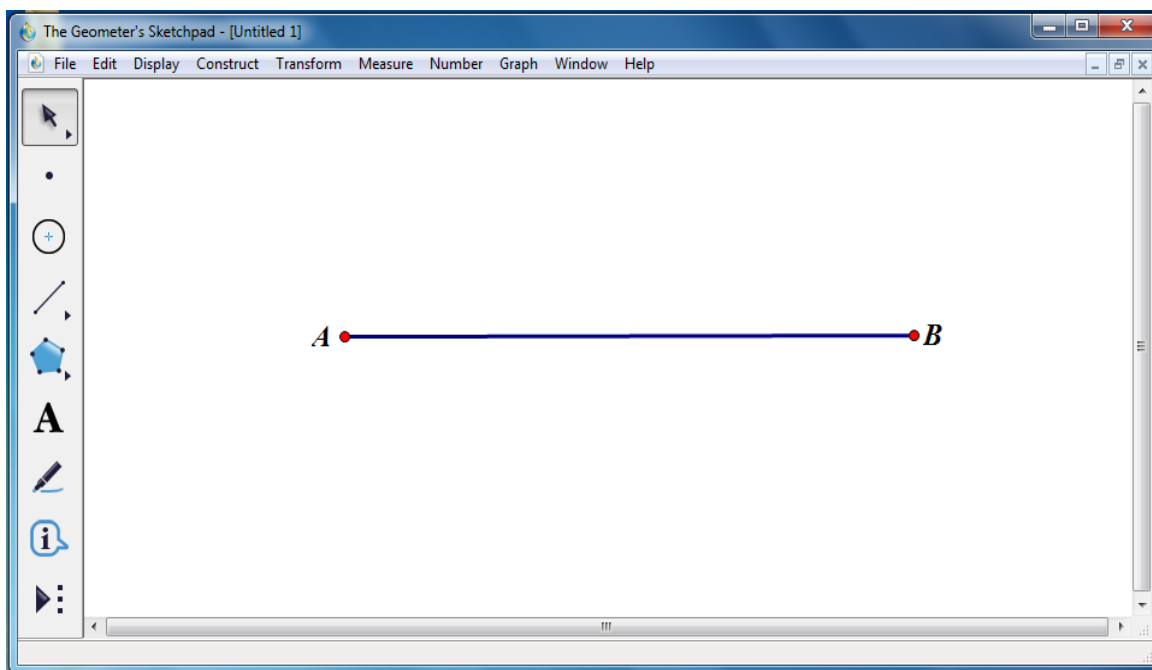 The Geometer's Sketchpad - [Untitled 1]
File Edit Display Construct Transform Measure Number Graph Window Help
A B
A